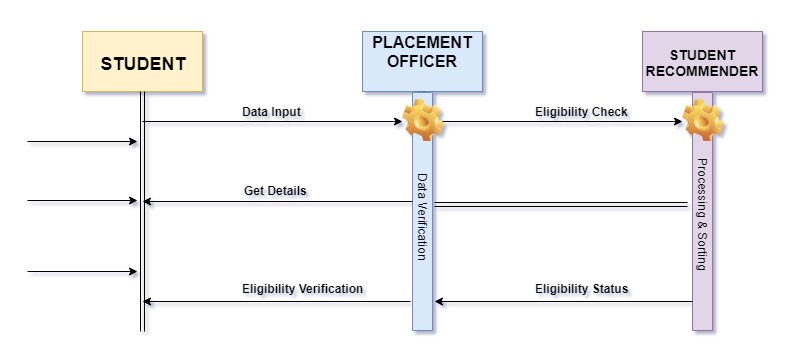 STUDENT
PLACEMENT
OFFICER
STUDENT
RECOMMENDER
Data Input
Eligibility Check
Get Details
Data Verification
Processing & Sorting
Eligibility Verification
Eligibility Status